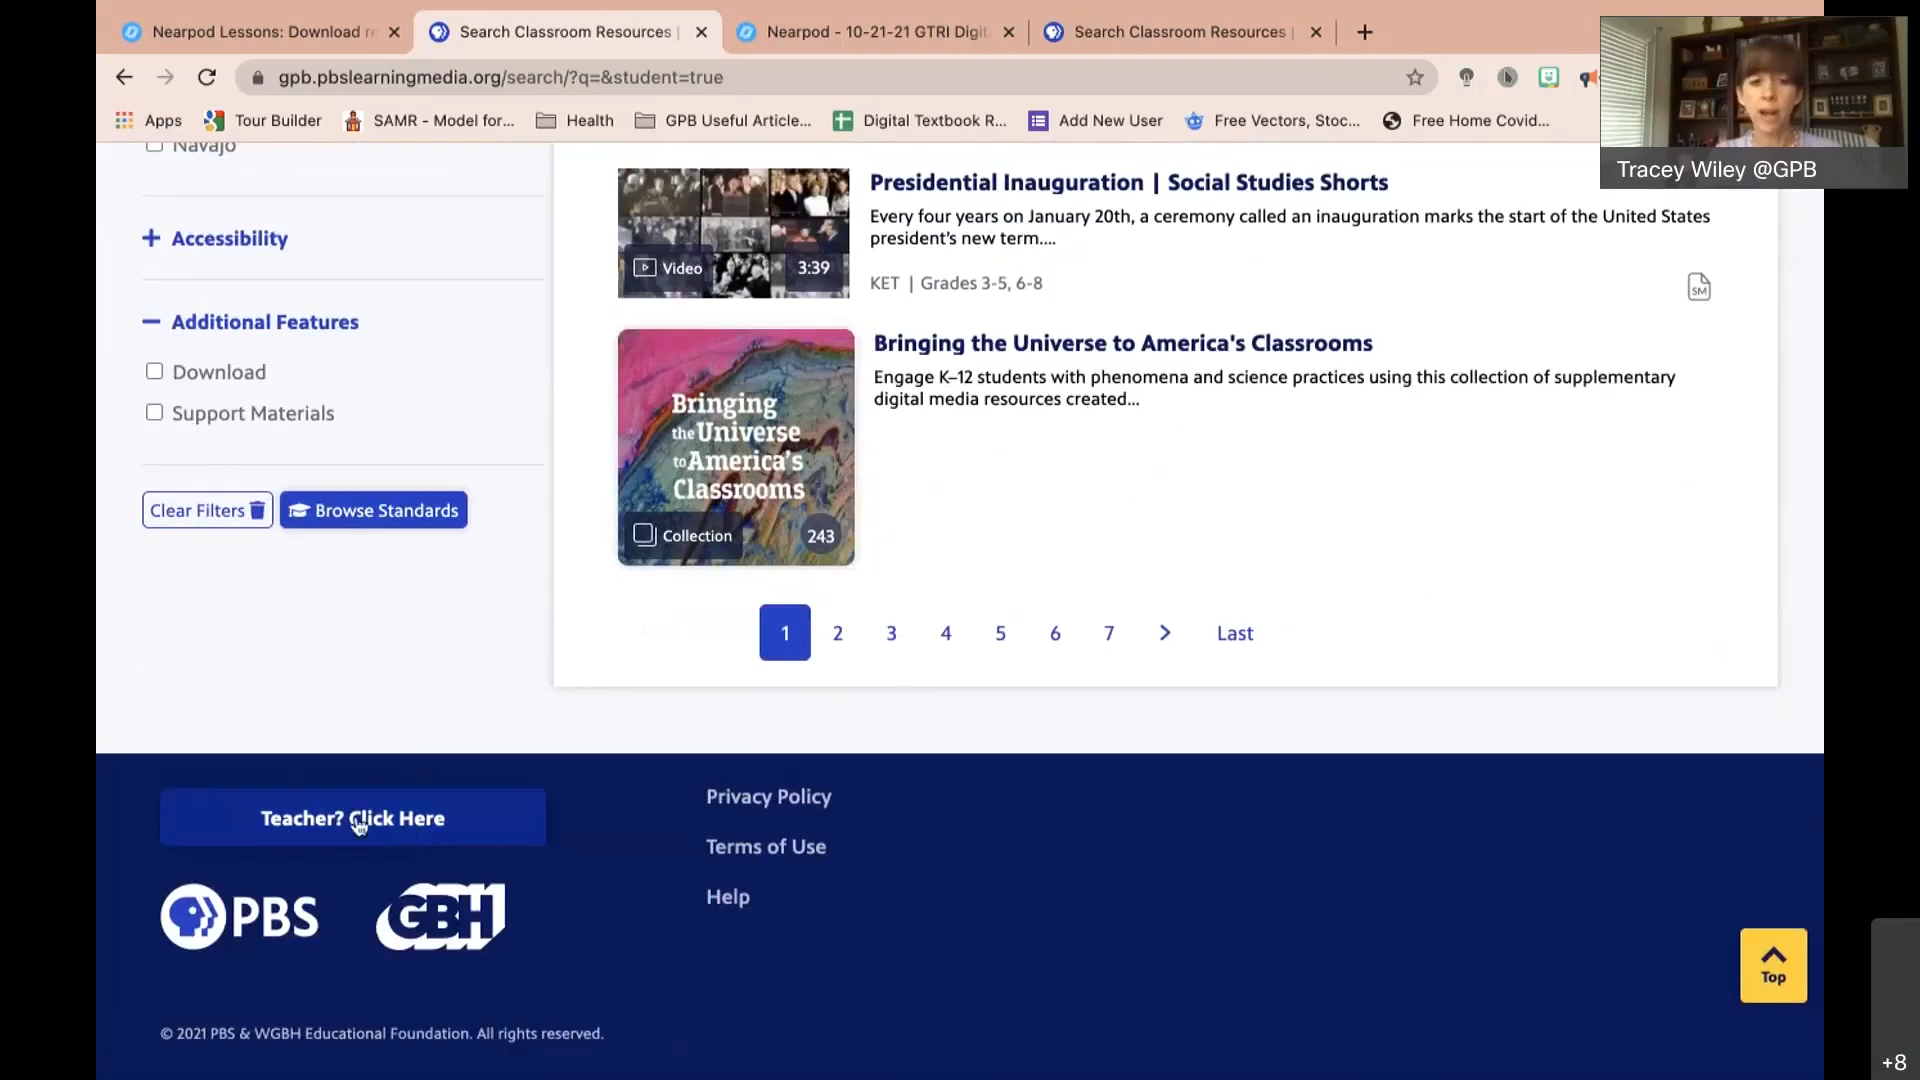 Nearpod Lessons: Download r
Search Classroom Resources |
Nearpod - 10-21-21 GTRI Digit
Search Classroom Resources |
gpb.pbslearningmedia.org/search/?q=&student=true
Apps
Tour Builder
SAMR - Model for...
Health
GPB Useful Article...
Digital Textbook R...
Add New User
Free Vectors, Stoc...
Free Home Covid...
Tracey Wiley @GPB
Navajo
+ Accessibility
— Additional Features
Download
Support Materials
Clear Filters
Browse Standards
Presidential Inauguration | Social Studies Shorts
Every four years on January 20th, a ceremony called an inauguration marks the start of the United States
president's new term....
Video
3:39
KET | Grades 3-5, 6-8
SM
Bringing the Universe to America's Classrooms
Engage K–12 students with phenomena and science practices using this collection of supplementary
digital media resources created...
Bringing
the Universe
to America's
Classrooms
Collection
243
1 2 3 4 5 6 7 > Last
Teacher? Click Here
Privacy Policy
Terms of Use
Help
PBS
GBH
Top
© 2021 PBS & WGBH Educational Foundation. All rights reserved.
+8